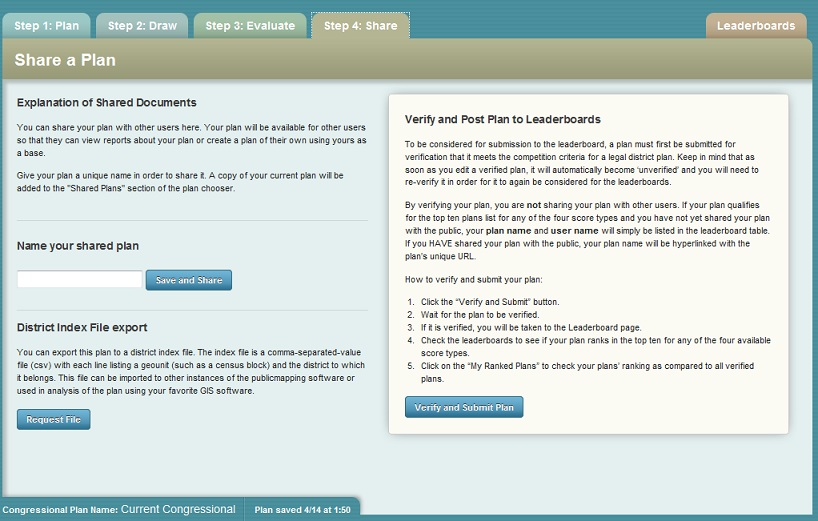 Step 1: Plan
Step 2: Draw
Step 3: Evaluate
Step 4: Share
Leaderboards
Share a Plan
Explanation of Shared Documents
You can share your plan with other users here. Your plan will be available for other users
so that they can view reports about your plan or create a plan of their own using yours as
a base.
Give your plan a unique name in order to share it. A copy of your current plan will be
added to the "Shared Plans" section of the plan chooser.
Name your shared plan
Save and Share
District Index File export
You can export this plan to a district index file. The index file is a comma-separated-value
file (csv) with each line listing a geounit (such as a census block) and the district to which
it belongs. This file can be imported to other instances of the publicmapping software or
used in analysis of the plan using your favorite GIS software.
Request File
Verify and Post Plan to Leaderboards
To be considered for submission to the leaderboard, a plan must first be submitted for
verification that it meets the competition criteria for a legal district plan. Keep in mind that as
soon as you edit a verified plan, it will automatically become 'unverified' and you will need to
re-verify it in order for it to again be considered for the leaderboards.
By verifying your plan, you are not sharing your plan with other users. If your plan qualifies
for the top ten plans list for any of the four score types and you have not yet shared your plan
with the public, your plan name and user name will simply be listed in the leaderboard table.
If you HAVE shared your plan with the public, your plan name will be hyperlinked with the
plan's unique URL.
How to verify and submit your plan:
1. Click the “Verify and Submit” button.
2. Wait for the plan to be verified.
3. If it is verified, you will be taken to the Leaderboard page.
4. Check the leaderboards to see if your plan ranks in the top ten for any of the four available
score types.
5. Click on the “My Ranked Plans” to check your plans' ranking as compared to all verified
plans.
Verify and Submit Plan
Congressional Plan Name: Current Congressional
Plan saved 4/14 at 1:50